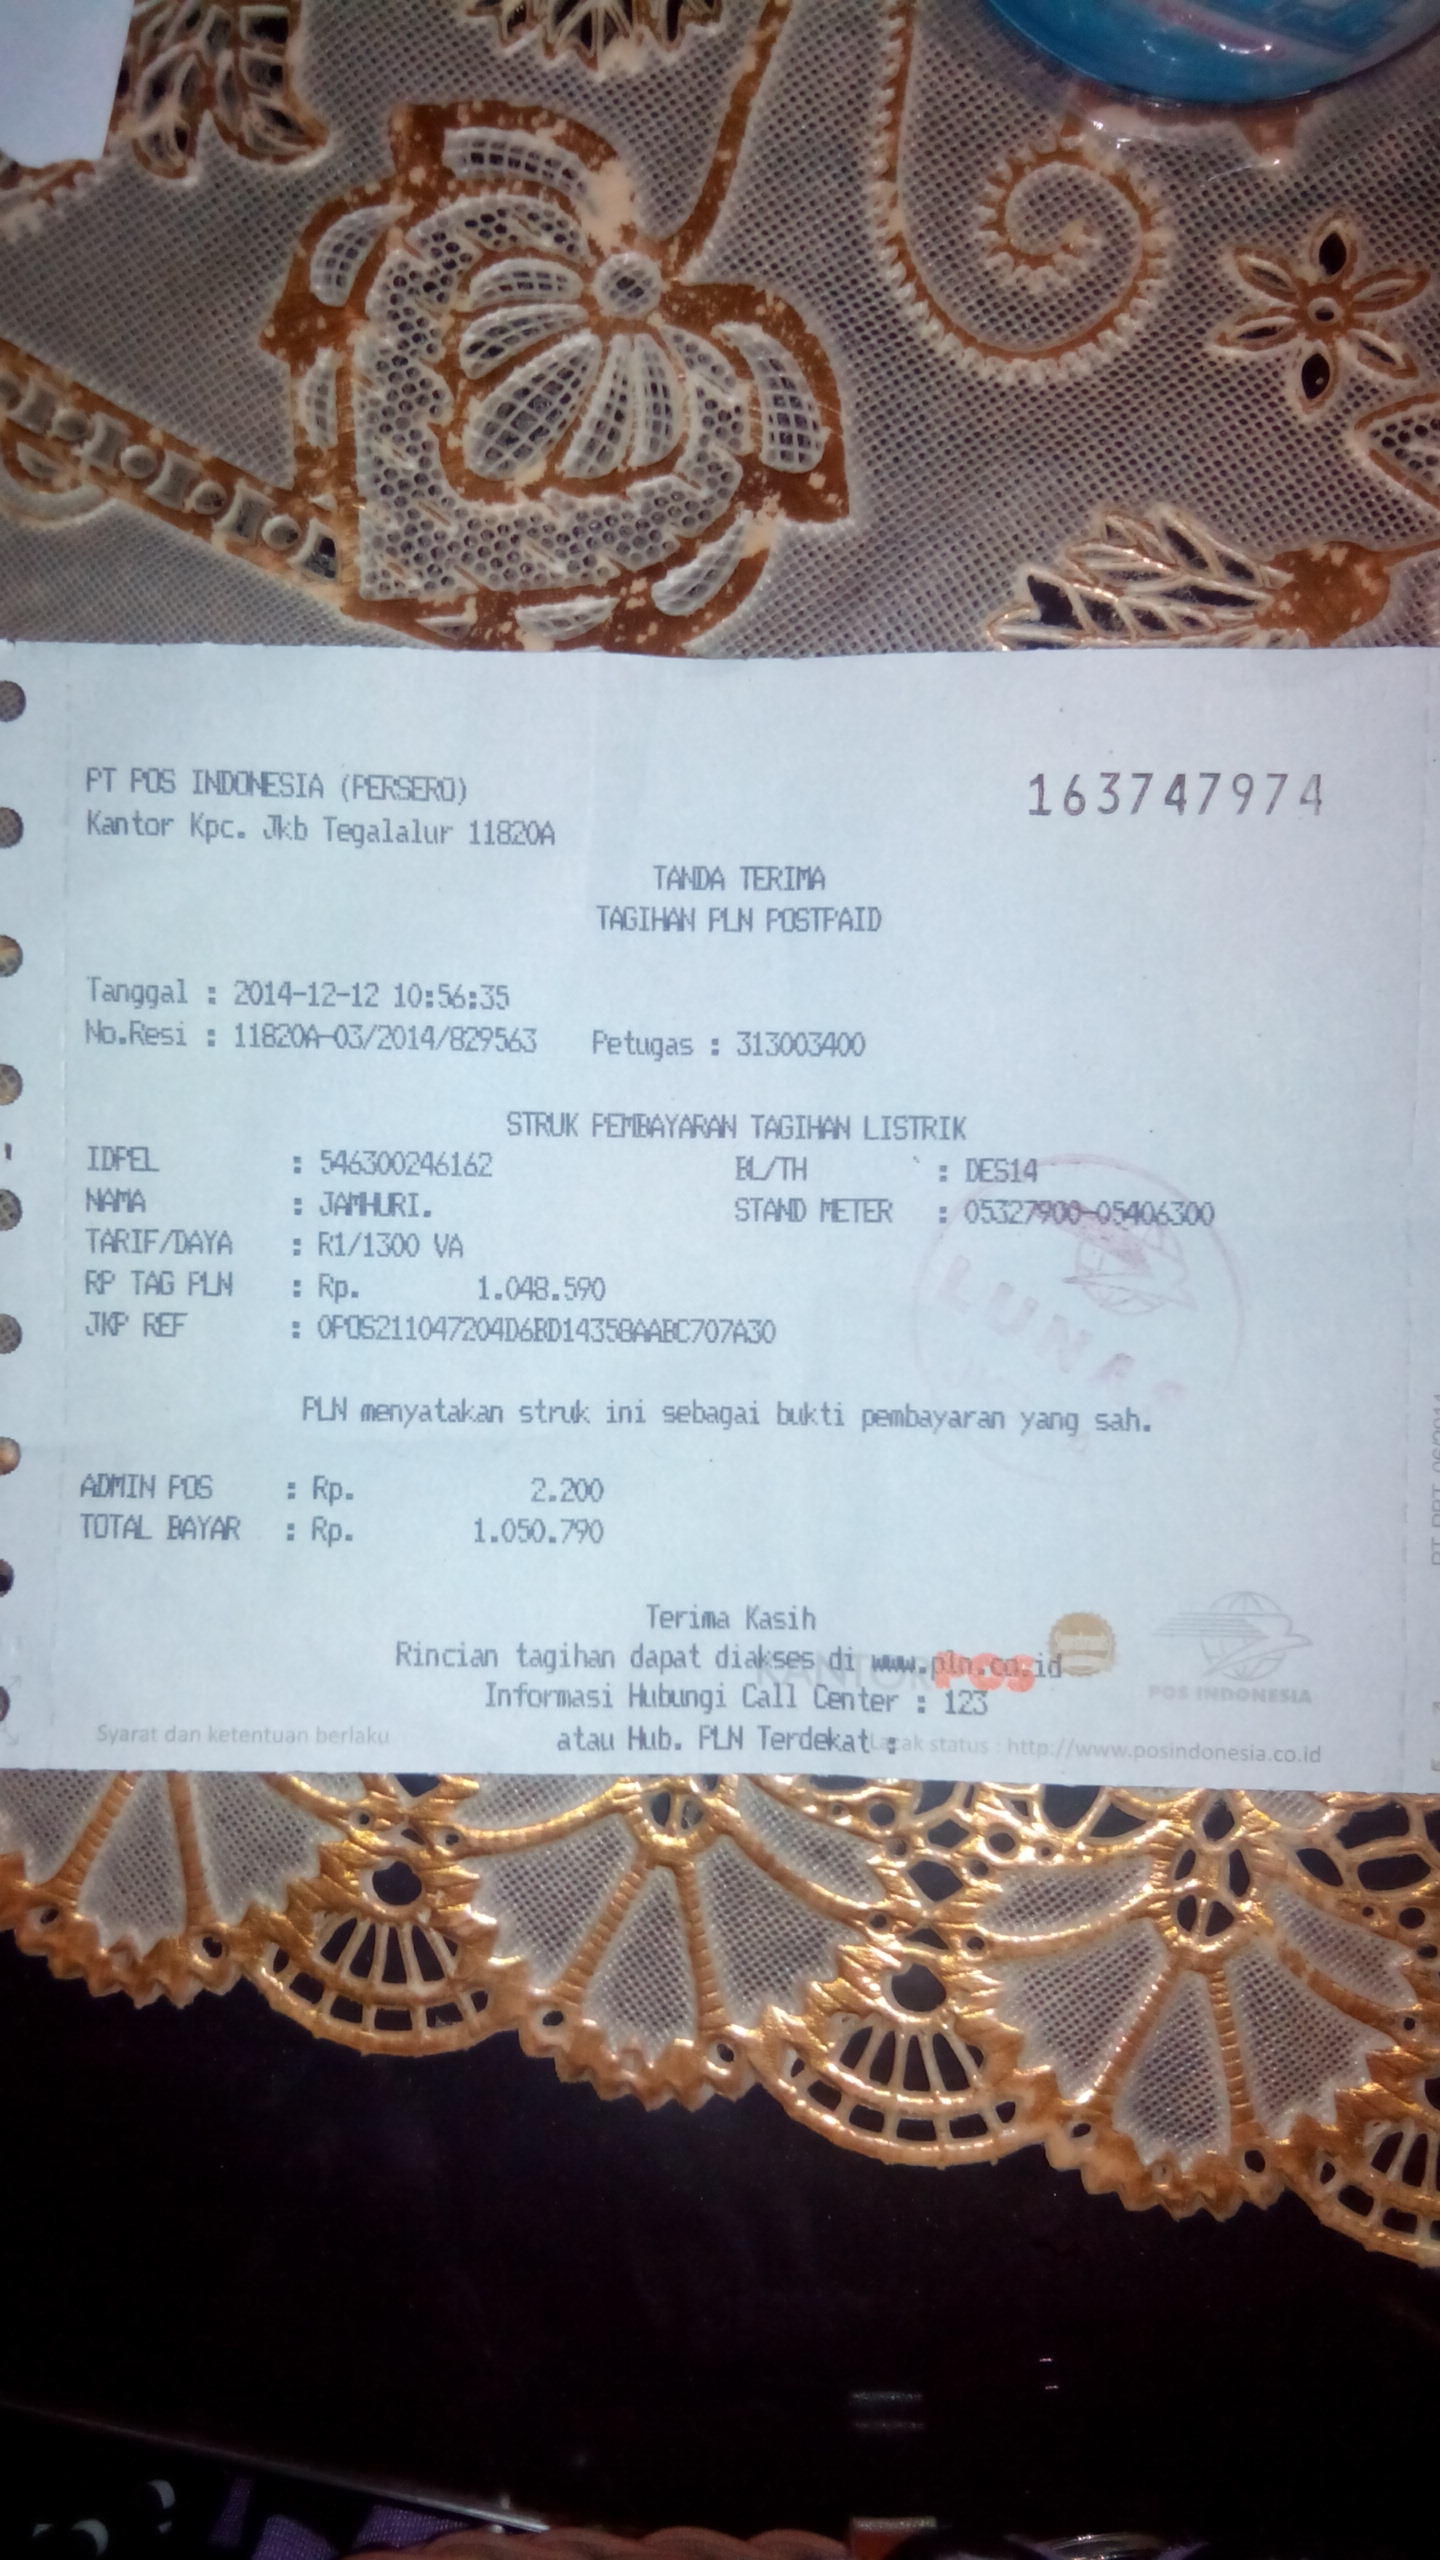 PT POS INDONESIA (PERSERO)
163747974
Kantor Kpc. Jkb Tegalalur 11820A
TANDA TERIMA
TAGIHAN PLN POSTPAID
Tanggal : 2014-12-12 10:56:35
No.Resi : 11820A-03/2014/829563 Petugas : 313003400
STRUK PEMBAYARAN TAGIHAN LISTRIK
IDPEL : 546300246162 BL/TH : DES14
NAMA : JAMHURI. STAND METER : 05327900-05406300
TARIF/DAYA : R1/1300 VA
RP TAG PLN : Rp. 1.048.590
JKP REF : 0POS211047204D6BD14358AABC707A30
LUNAS
PLN menyatakan struk ini sebagai bukti pembayaran yang sah.
ADMIN POS : Rp. 2.200
TOTAL BAYAR : Rp. 1.050.790
Terima Kasih
Rincian tagihan dapat diakses di www.pln.co.id
KANTORPOS
POS INDONESIA
Informasi Hubungi Call Center : 123
atau Hub. PLN Terdekat :
Syarat dan ketentuan berlaku
Lacak status : http://www.posindonesia.co.id